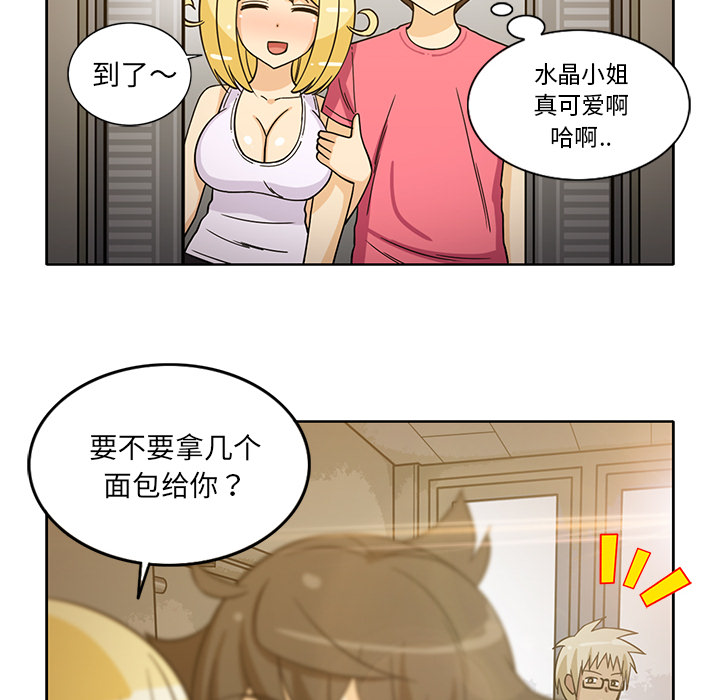 到了～
水晶小姐
真可爱啊
哈啊..
要不要拿几个
面包给你？